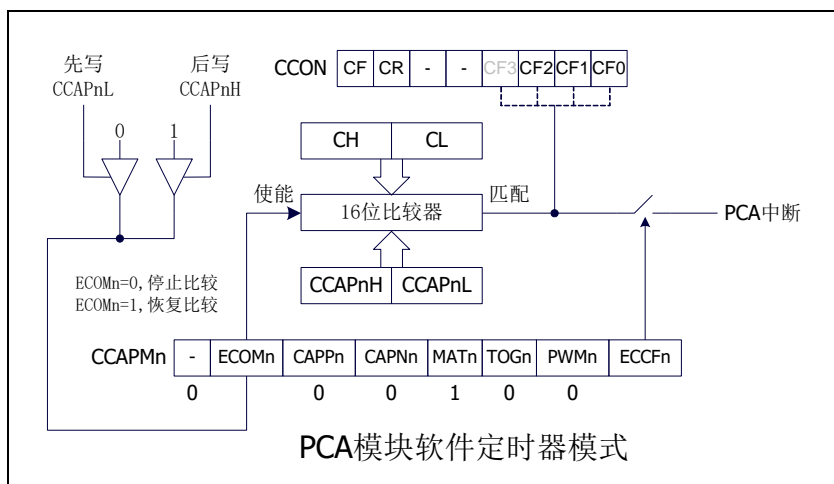 先写
CCAPnL
后写
CCAPnH
CCON CF CR - - CF3 CF2 CF1 CF0
0 1
CH CL
使能
16位比较器
匹配
PCA中断
CCAPnH CCAPnL
ECOMn=0,停止比较
ECOMn=1,恢复比较
CCAPMn - ECOMn CAPPn CAPNn MATn TOGn PWMn ECCFn
0 0 0 1 0 0
PCA模块软件定时器模式